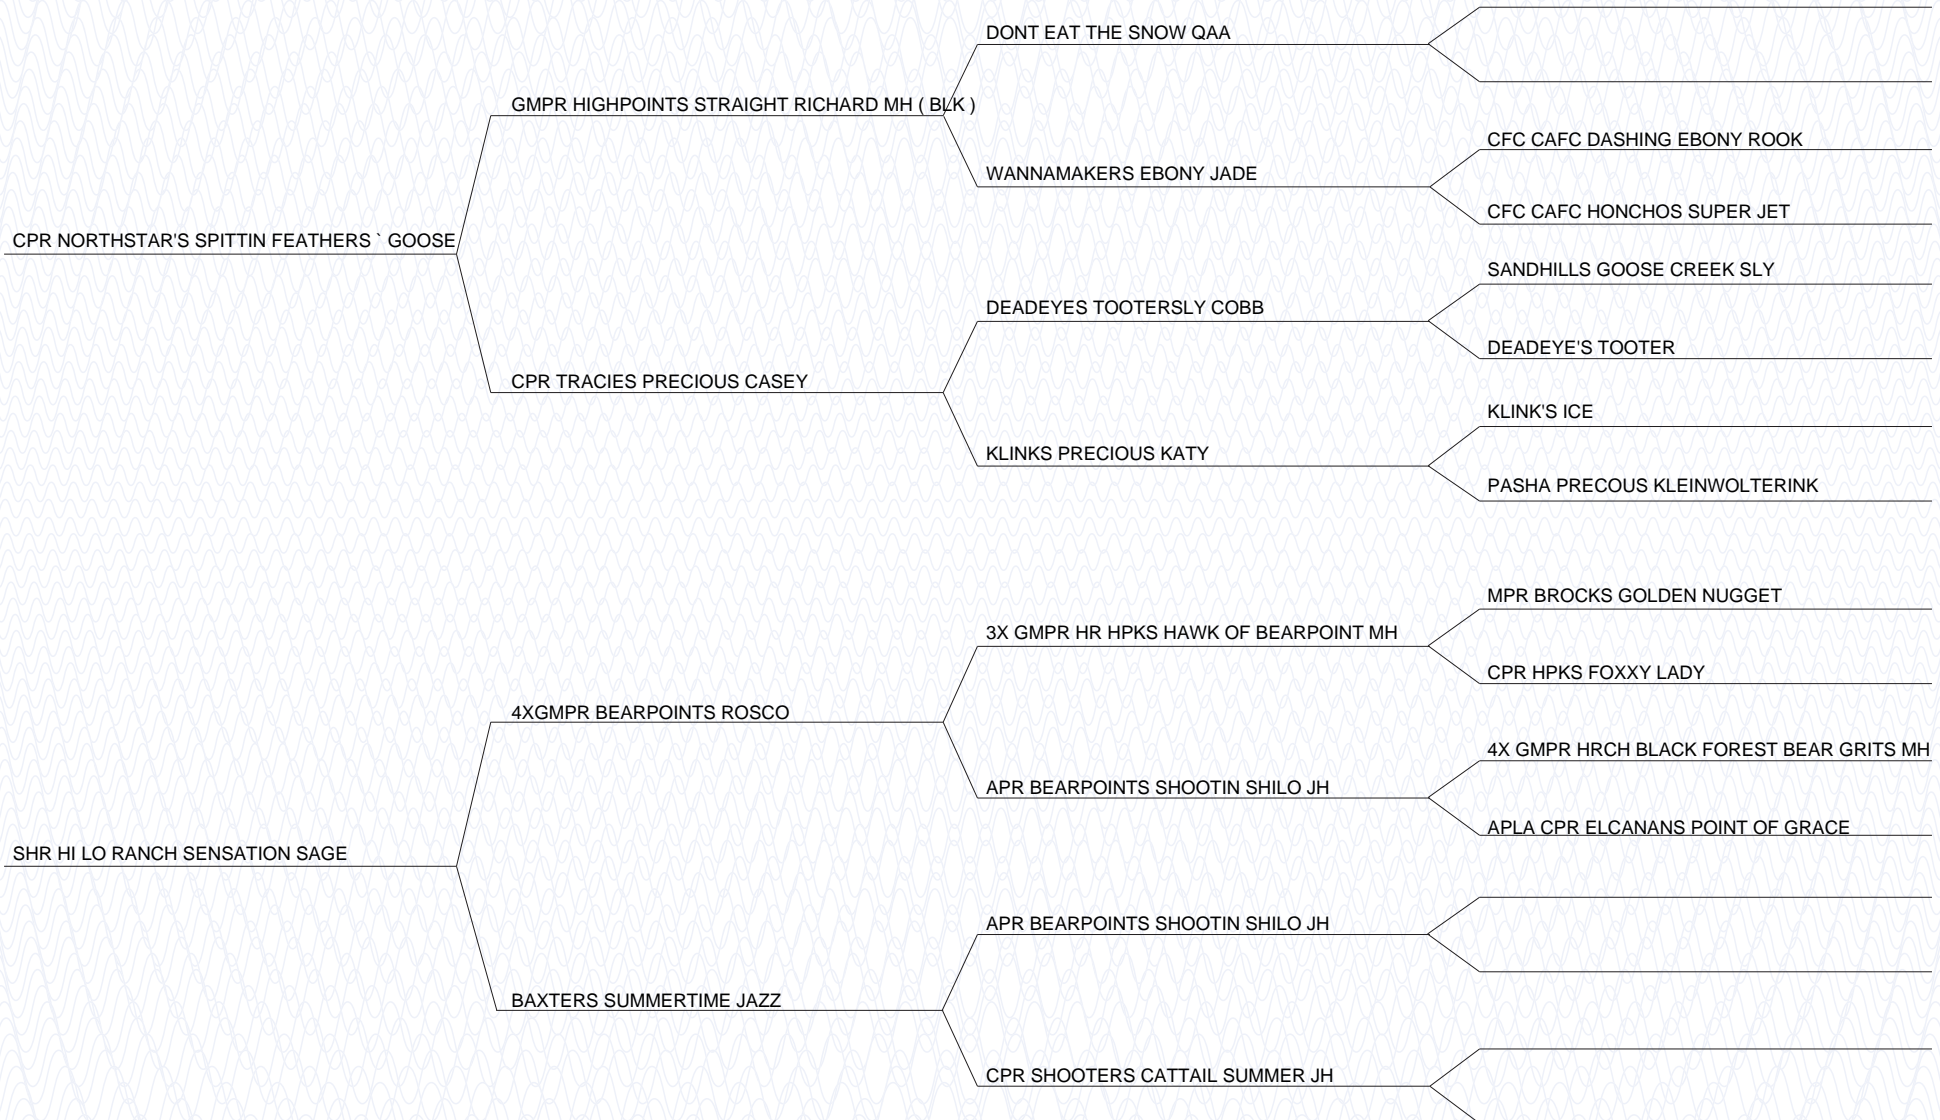 DONT EAT THE SNOW QAA
GMPR HIGHPOINTS STRAIGHT RICHARD MH ( BLK )
CFC CAFC DASHING EBONY ROOK
WANNAMAKERS EBONY JADE
CFC CAFC HONCHOS SUPER JET
CPR NORTHSTAR'S SPITTIN FEATHERS ` GOOSE
SANDHILLS GOOSE CREEK SLY
DEADEYES TOOTERSLY COBB
DEADEYE'S TOOTER
CPR TRACIES PRECIOUS CASEY
KLINK'S ICE
KLINKS PRECIOUS KATY
PASHA PRECOUS KLEINWOLTERINK
MPR BROCKS GOLDEN NUGGET
3X GMPR HR HPKS HAWK OF BEARPOINT MH
CPR HPKS FOXXY LADY
4XGMPR BEARPOINTS ROSCO
4X GMPR HRCH BLACK FOREST BEAR GRITS MH
APR BEARPOINTS SHOOTIN SHILO JH
APLA CPR ELCANANS POINT OF GRACE
SHR HI LO RANCH SENSATION SAGE
APR BEARPOINTS SHOOTIN SHILO JH
BAXTERS SUMMERTIME JAZZ
CPR SHOOTERS CATTAIL SUMMER JH